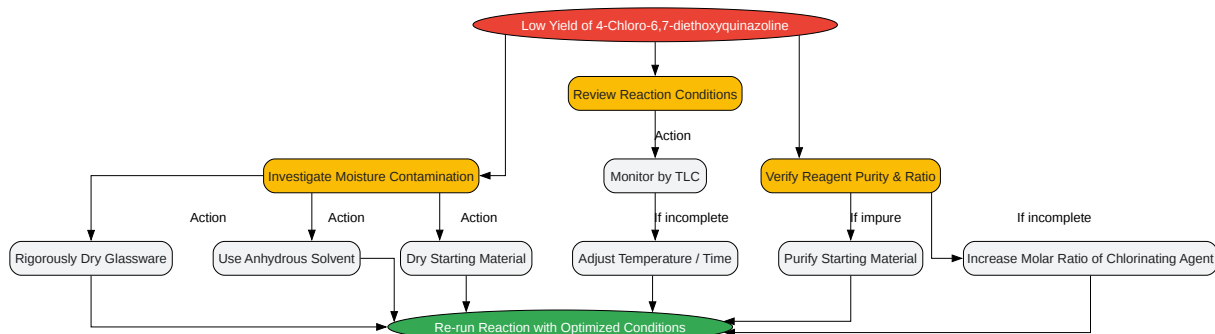 Low Yield of 4-Chloro-6,7-diethoxyquinazoline
Review Reaction Conditions
Action
Investigate Moisture Contamination
Monitor by TLC
Verify Reagent Purity & Ratio
Action
Action
Action
If incomplete
If impure
If incomplete
Rigorously Dry Glassware
Use Anhydrous Solvent
Dry Starting Material
Adjust Temperature / Time
Purify Starting Material
Increase Molar Ratio of Chlorinating Agent
Re-run Reaction with Optimized Conditions